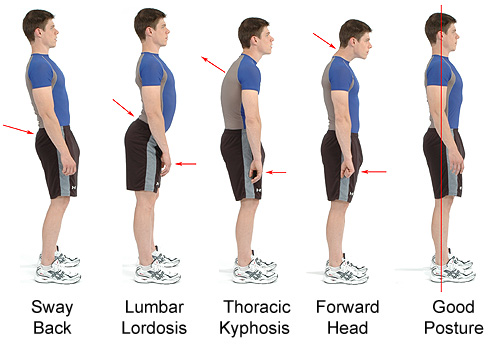 Sway
Back
Lumbar
Lordosis
Thoracic
Kyphosis
Forward
Head
Good
Posture